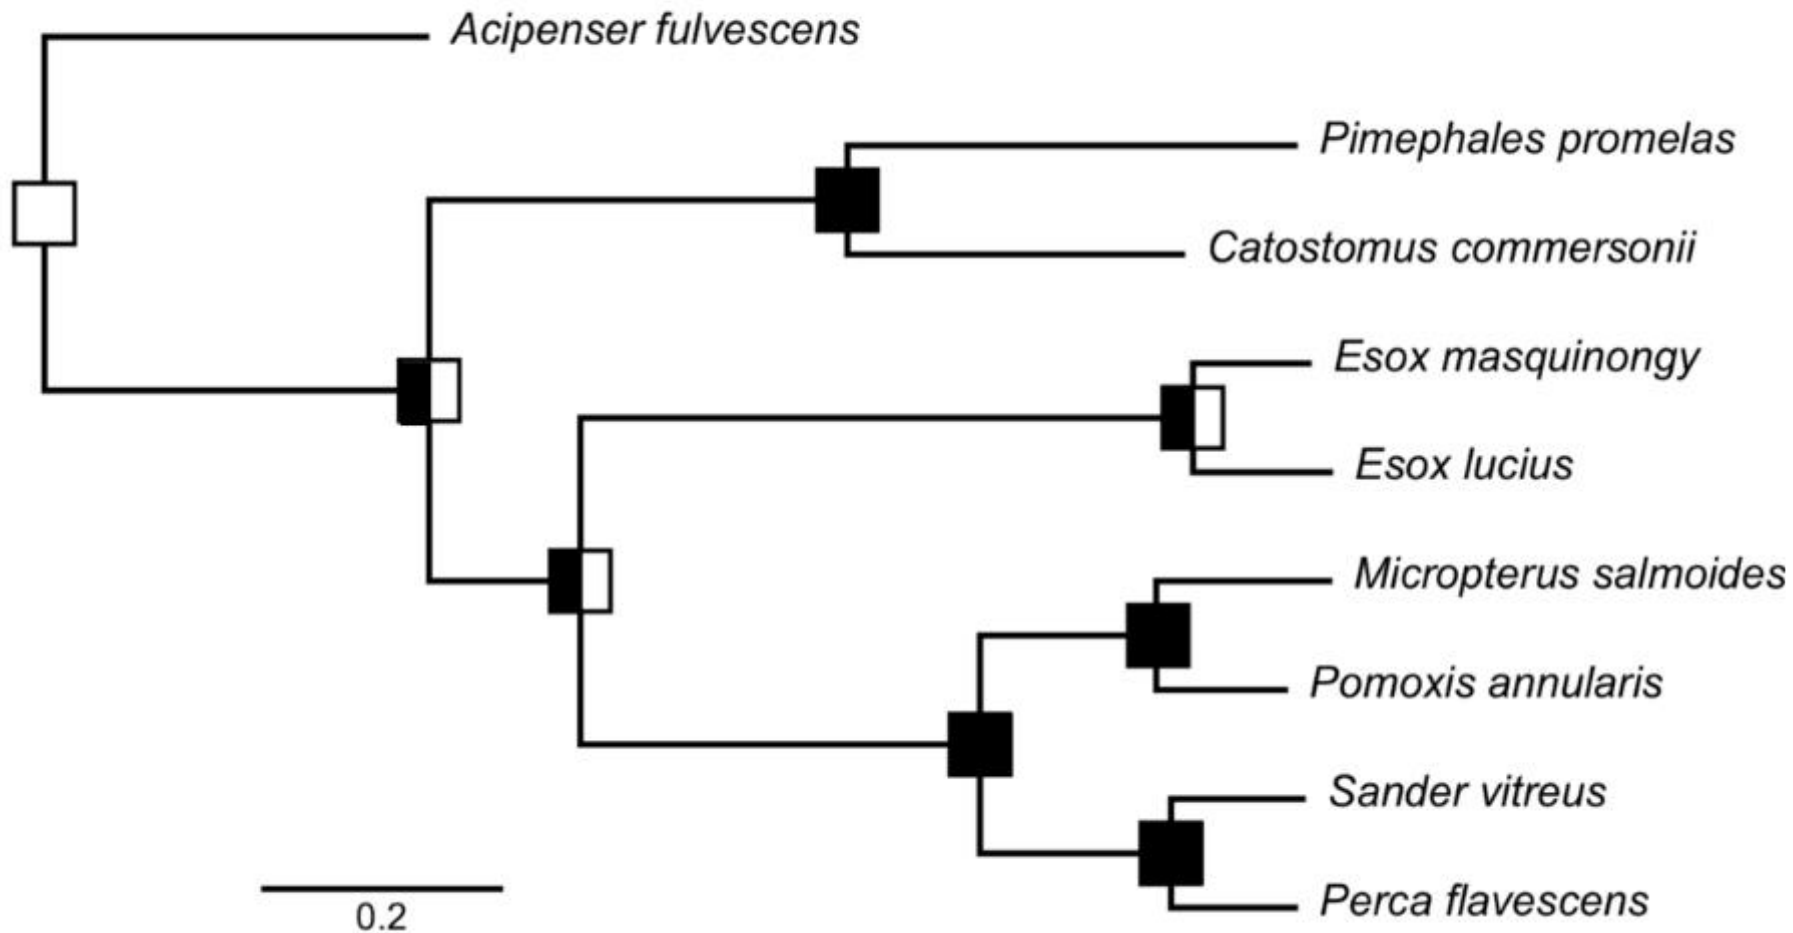 Acipenser fulvescens
Pimephales promelas
Catostomus commersonii
Esox masquinongy
Esox lucius
Micropterus salmoides
Pomoxis annularis
Sander vitreus
Perca flavescens
0.2